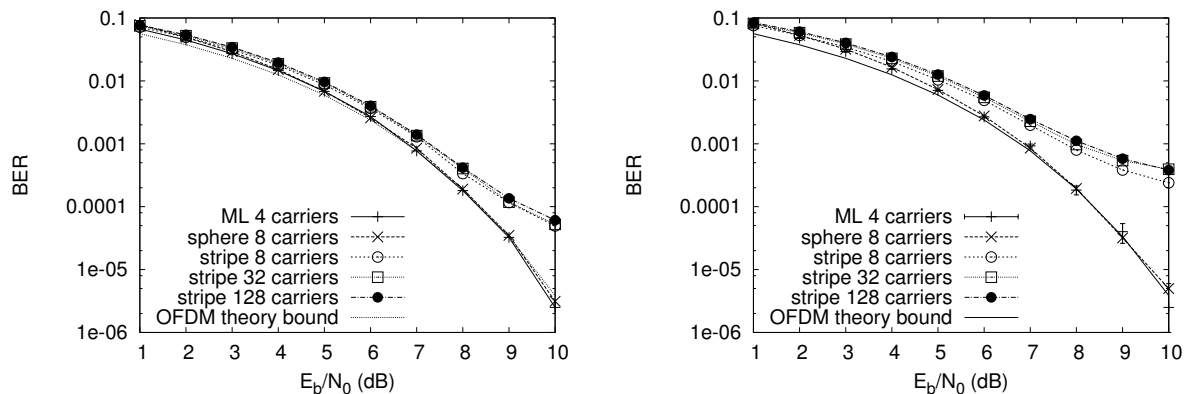 0.1
0.01
0.001
0.0001
1e-05
1e-06
BER
ML 4 carriers
sphere 8 carriers
stripe 8 carriers
stripe 32 carriers
stripe 128 carriers
OFDM theory bound
1 2 3 4 5 6 7 8 9 10
E_b/N_0 (dB)
0.1
0.01
0.001
0.0001
1e-05
1e-06
BER
ML 4 carriers
sphere 8 carriers
stripe 8 carriers
stripe 32 carriers
stripe 128 carriers
OFDM theory bound
1 2 3 4 5 6 7 8 9 10
E_b/N_0 (dB)